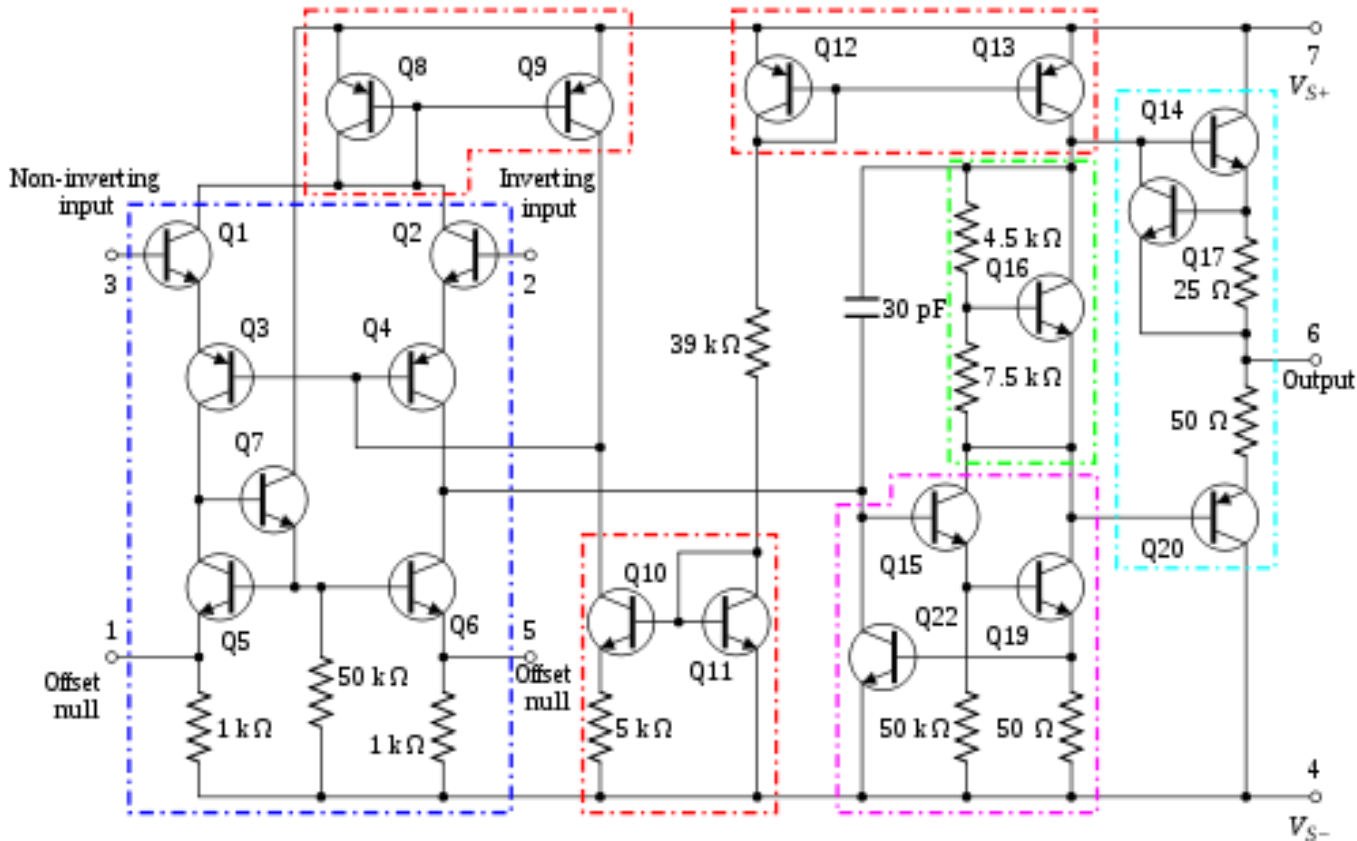 Q8
Q9
Q12
Q13
7
V_S+
Q14
Non-inverting
input
Inverting
input
Q1
Q2
3
2
4.5 kΩ
Q16
Q17
25 Ω
30 pF
6
Output
Q3
Q4
39 kΩ
7.5 kΩ
50 Ω
Q7
Q15
Q20
Q10
Q22
Q19
1
Q5
Q6
5
Q11
Offset
null
50 kΩ
Offset
null
1 kΩ
1 kΩ
5 kΩ
50 kΩ
50 Ω
4
V_S−